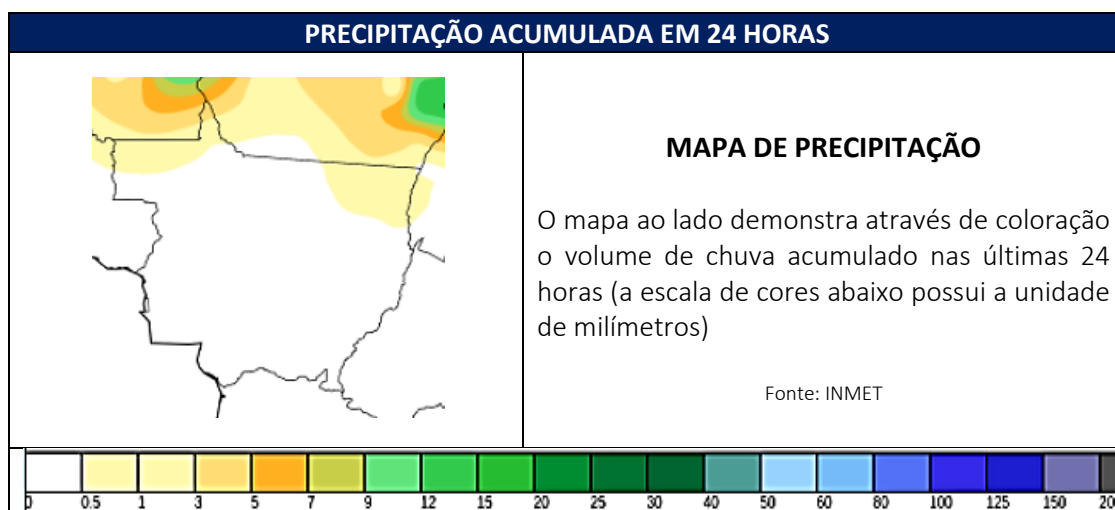 PRECIPITAÇÃO ACUMULADA EM 24 HORAS
MAPA DE PRECIPITAÇÃO
O mapa ao lado demonstra através de coloração
o volume de chuva acumulado nas últimas 24
horas (a escala de cores abaixo possui a unidade
de milímetros)
Fonte: INMET
0 0.5 1 3 5 7 9 12 15 20 25 30 40 50 60 80 100 125 150